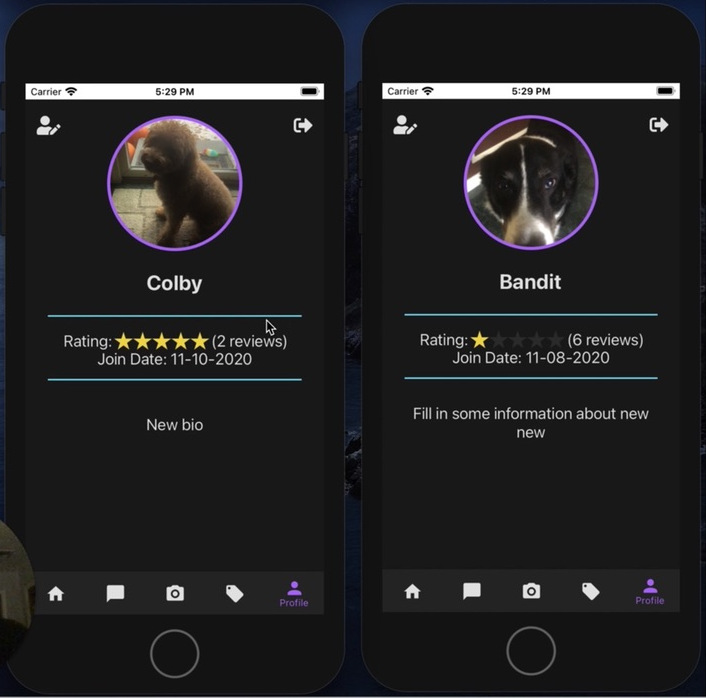 Carrier 5:29 PM
Colby
Rating: ★★★★★ (2 reviews)
Join Date: 11-10-2020
New bio
Profile
Carrier 5:29 PM
Bandit
Rating: ★★★★★ (6 reviews)
Join Date: 11-08-2020
Fill in some information about new
new
Profile